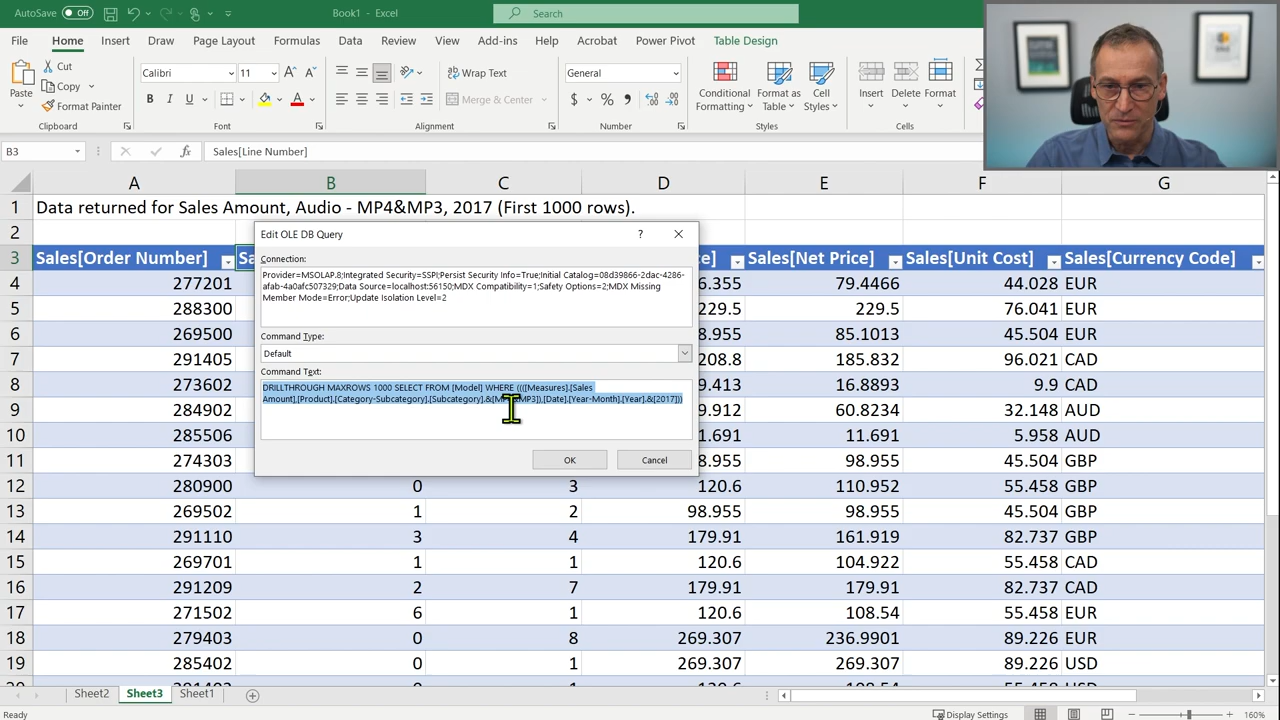 AutoSave Off Book1 - Excel Search
File Home Insert Draw Page Layout Formulas Data Review View Add-ins Help Acrobat Power Pivot Table Design
Paste Cut Copy Format Painter
Calibri 11 Wrap Text General
B I U A Merge & Center $ % Conditional Formatting Format as Table Cell Styles Insert Delete Format
Clipboard Font Alignment Number Styles Cells
B3 fx Sales[Line Number]
A B C D E F G
1 Data returned for Sales Amount, Audio - MP4&MP3, 2017 (First 1000 rows).
2
3 Sales[Order Number] Sales[Net Price] Sales[Unit Cost] Sales[Currency Code]
4 277201 79.4466 44.028 EUR
5 288300 229.5 229.5 76.041 EUR
6 269500 85.1013 45.504 EUR
7 291405 208.8 185.832 96.021 CAD
8 273602 16.8893 9.9 CAD
9 284902 60.8234 32.148 AUD
10 285506 11.691 5.958 AUD
11 274303 98.955 45.504 GBP
12 280900 0 3 120.6 110.952 55.458 GBP
13 269502 1 2 98.955 98.955 45.504 GBP
14 291110 3 4 179.91 161.919 82.737 GBP
15 269701 1 1 120.6 104.922 55.458 CAD
16 291209 2 7 179.91 179.91 82.737 CAD
17 271502 6 1 120.6 108.54 55.458 EUR
18 279403 0 8 269.307 236.9901 89.226 EUR
19 285402 0 1 269.307 269.307 89.226 USD
Edit OLE DB Query ?
Connection:
Provider=MSOLAP.8;Integrated Security=SSPI;Persist Security Info=True;Initial Catalog=08d39866-2dac-4286-
afab-4a0afc507329;Data Source=localhost:56150;MDX Compatibility=1;Safety Options=2;MDX Missing
Member Mode=Error;Update Isolation Level=2
Command Type:
Default
Command Text:
DRILLTHROUGH MAXROWS 1000 SELECT FROM [Model] WHERE ((([Measures].[Sales
Amount],[Product].[Category-Subcategory].[Subcategory].&[MP4&MP3]),[Date].[Year-Month].[Year].&[2017]))
OK Cancel
Sheet2 Sheet3 Sheet1
Ready Display Settings 160%